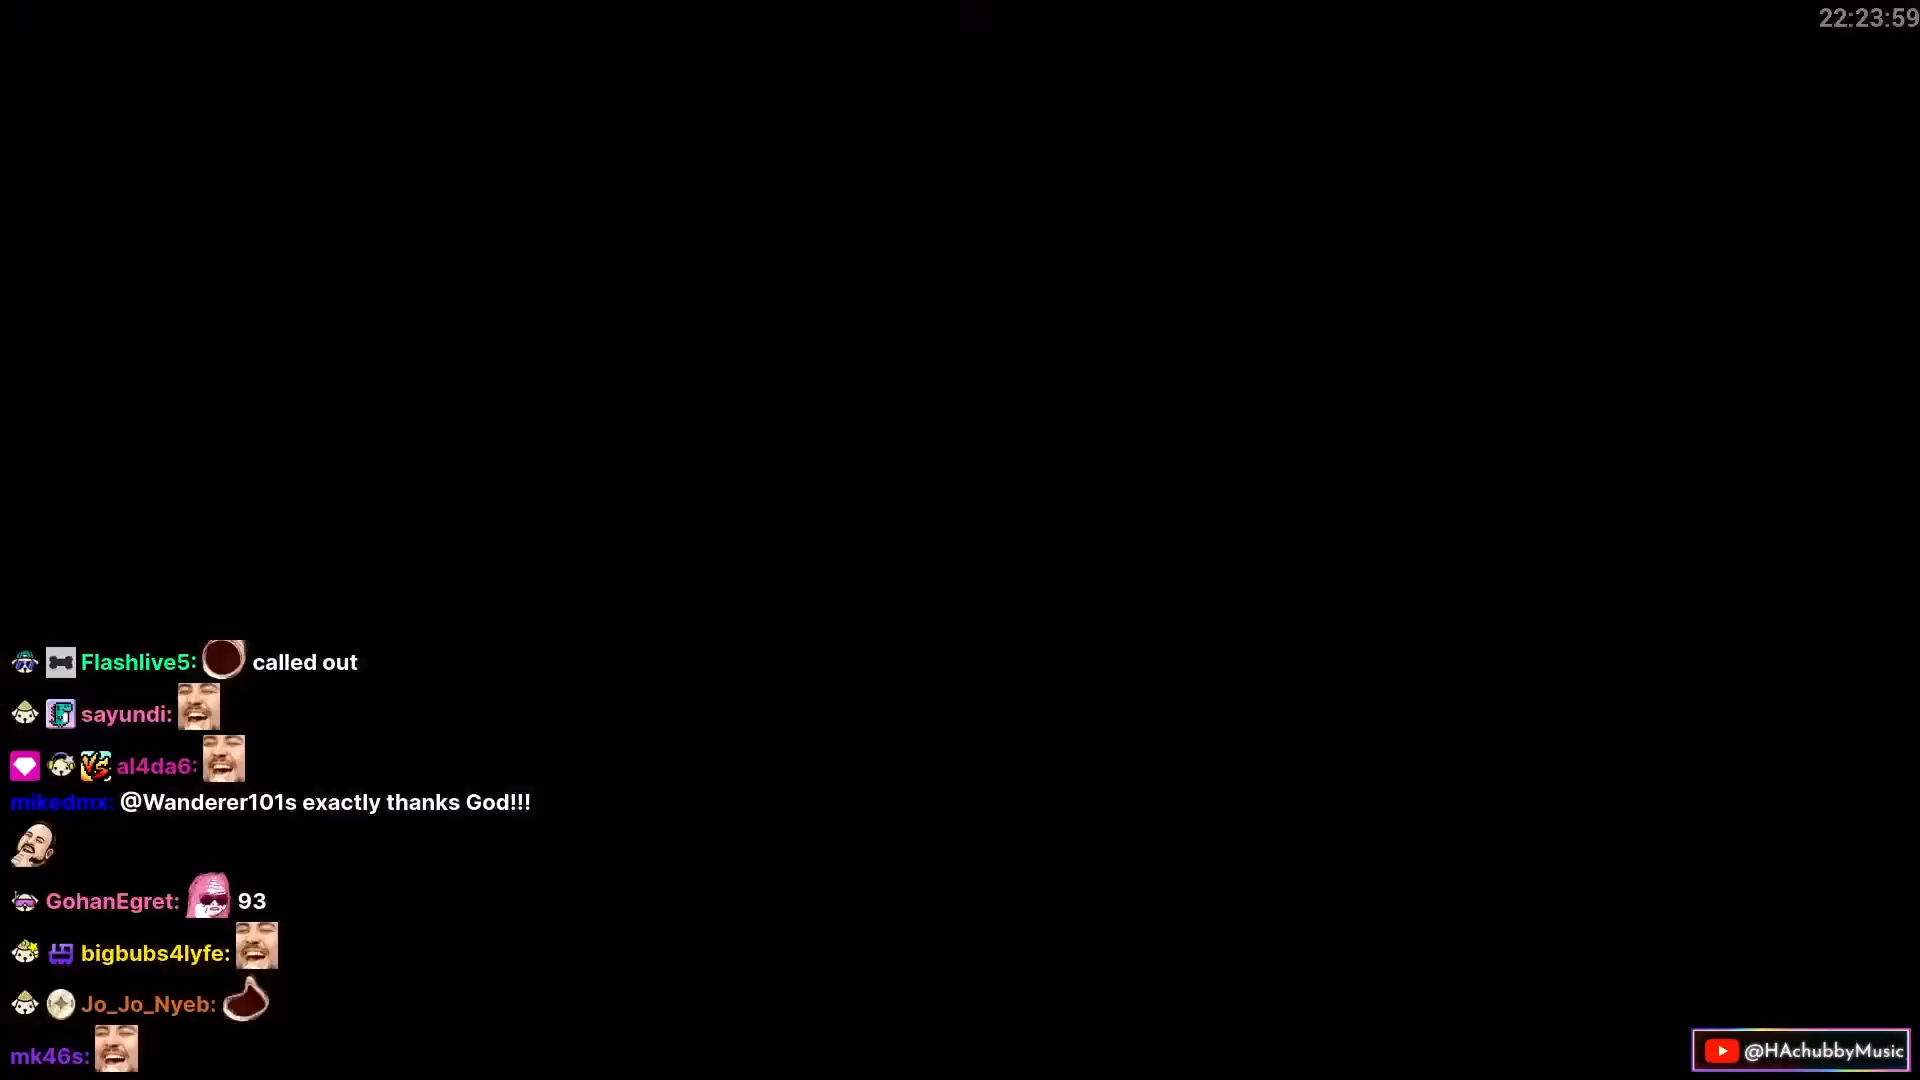 22:23:59
Flashlive5: called out
sayundi:
al4da6:
mikedmx: @Wanderer101s exactly thanks God!!!
GohanEgret: 93
bigbubs4lyfe:
Jo_Jo_Nyeb:
mk46s:
@HAchubbyMusic